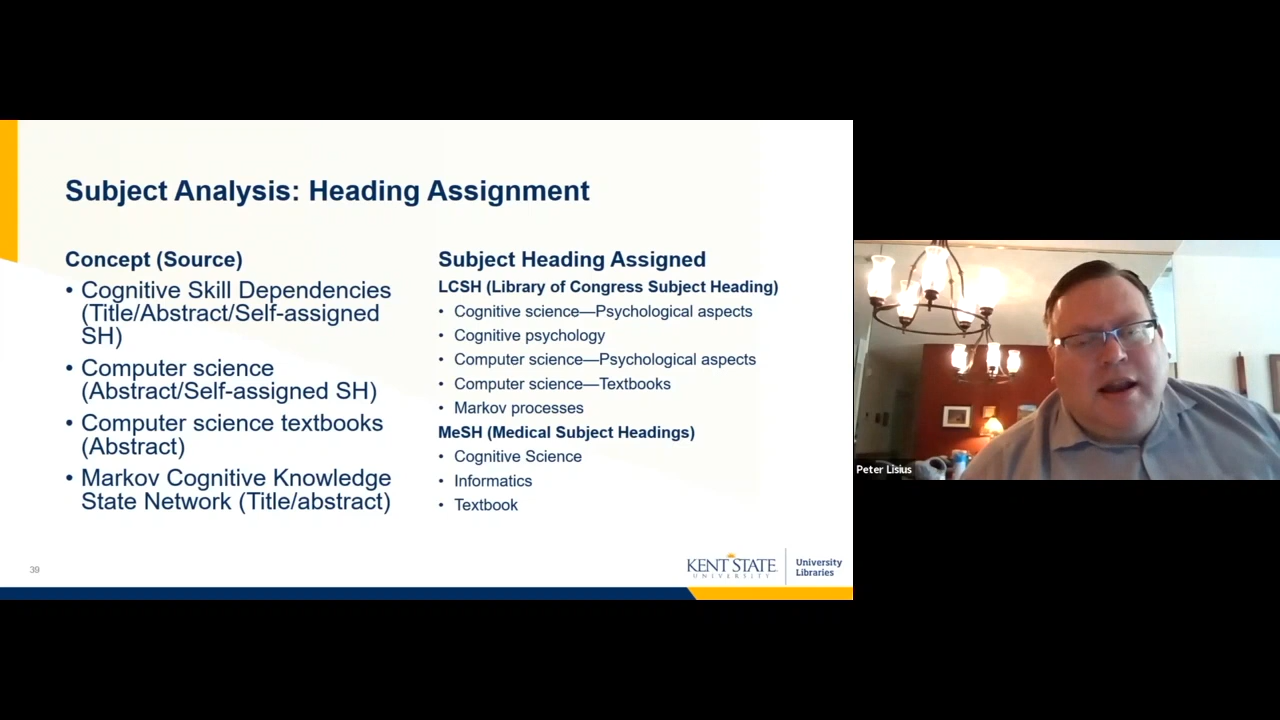 Subject Analysis: Heading Assignment
Concept (Source)
• Cognitive Skill Dependencies
(Title/Abstract/Self-assigned
SH)
• Computer science
(Abstract/Self-assigned SH)
• Computer science textbooks
(Abstract)
• Markov Cognitive Knowledge
State Network (Title/abstract)
Subject Heading Assigned
LCSH (Library of Congress Subject Heading)
• Cognitive science—Psychological aspects
• Cognitive psychology
• Computer science—Psychological aspects
• Computer science—Textbooks
• Markov processes
MeSH (Medical Subject Headings)
• Cognitive Science
• Informatics
• Textbook
39
KENT STATE
UNIVERSITY
University
Libraries
Peter Lisius